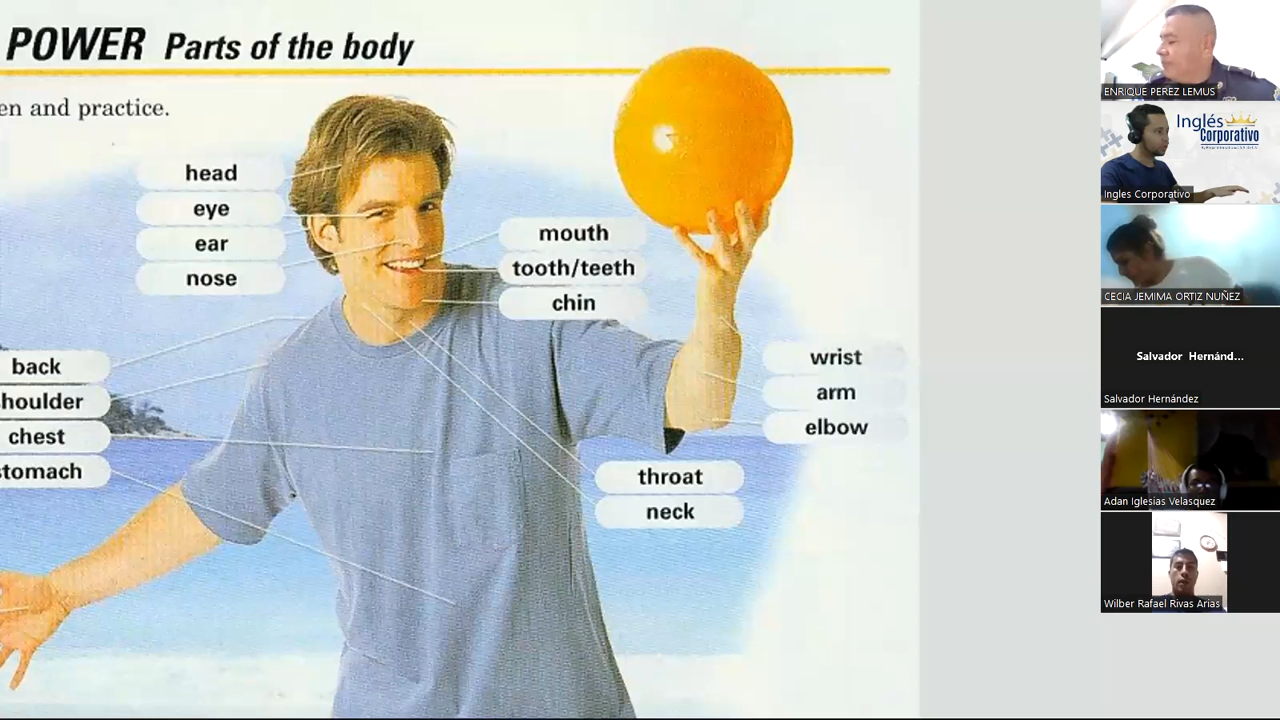 POWER Parts of the body
en and practice.
head
eye
ear
nose
mouth
tooth/teeth
chin
back
houlder
chest
stomach
wrist
arm
elbow
throat
neck
ENRIQUE PEREZ LEMUS
Inglés
Corporativo
Ingles Corporativo
CECIA JEMIMA ORTIZ NUÑEZ
Salvador Hernánd...
Salvador Hernández
Adan Iglesias Velasquez
Wilber Rafael Rivas Arias